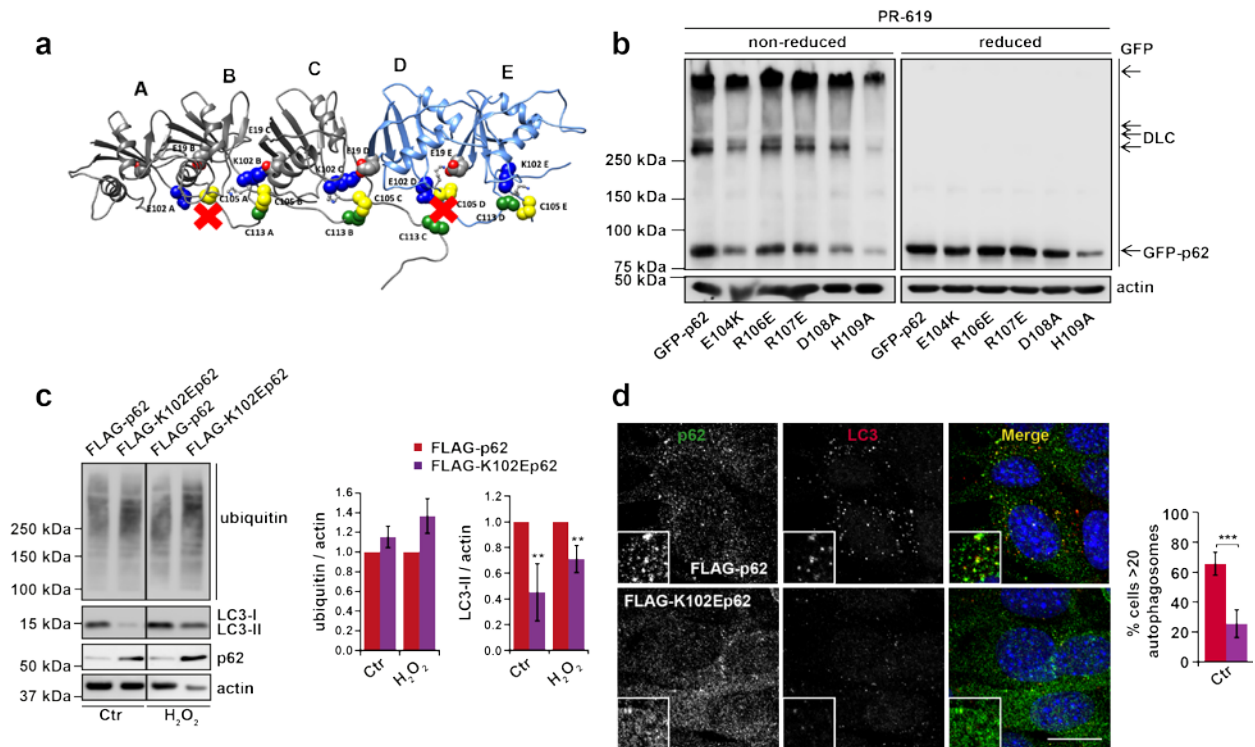 a
A
B
C
D
E
E19 B
E19 C
K102 B
K102 C
E19 D
E19 E
K102 E
E102 A
C105 A
C105 B
C113 A
C105 C
C113 B
E102 D
C105 D
C113 C
C113 D
C105 E
b
PR-619
non-reduced
reduced
GFP
DLC
250 kDa
150 kDa
100 kDa
75 kDa
50 kDa
GFP-p62
actin
GFP-p62
E104K
R106E
R107E
D108A
H109A
GFP-p62
E104K
R106E
R107E
D108A
H109A
c
FLAG-p62
FLAG-K102Ep62
FLAG-p62
FLAG-K102Ep62
250 kDa
150 kDa
100 kDa
ubiquitin
15 kDa
LC3-I
LC3-II
50 kDa
p62
37 kDa
actin
Ctr
H₂O₂
FLAG-p62
FLAG-K102Ep62
ubiquitin / actin
1.6
1.4
1.2
1.0
0.8
0.6
0.4
0.2
0.0
Ctr
H₂O₂
LC3-II / actin
1.2
1.0
0.8
0.6
0.4
0.2
0.0
**
**
Ctr
H₂O₂
d
p62
LC3
Merge
FLAG-p62
FLAG-K102Ep62
% cells >20
autophagosomes
100
80
60
40
20
0
***
Ctr